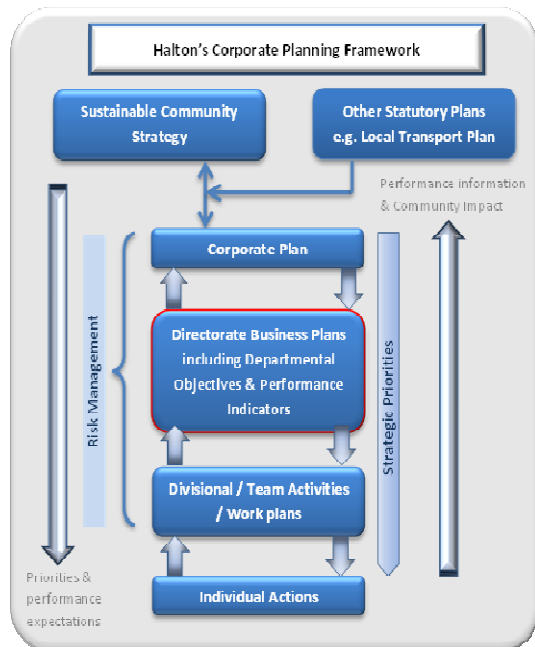 Halton's Corporate Planning Framework
Sustainable Community
Strategy
Other Statutory Plans
e.g. Local Transport Plan
Performance information
& Community Impact
Corporate Plan
Directorate Business Plans
including Departmental
Objectives & Performance
Indicators
Risk Management
Strategic Priorities
Divisional / Team Activities
/ Work plans
Priorities &
performance
expectations
Individual Actions